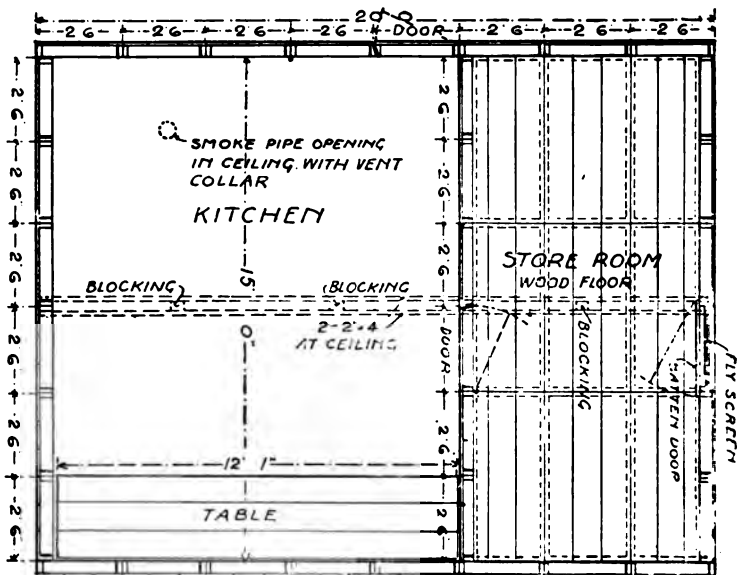 20 0
2 6 2 6 2 6 2 6 DOOR 2 6 2 6 2 6
2 6
2 6
2 6
2 6
2 6
2 6
SMOKE PIPE OPENING
IN CEILING. WITH VENT
COLLAR
KITCHEN
15' 0"
2 6
2 6
2 6
DOOR
2 6
2 6
STORE ROOM
WOOD FLOOR
BLOCKING
BLOCKING
2-2"4
AT CEILING
BLOCKING
BATTEN DOOR
FLY SCREEN
12' 1"
TABLE